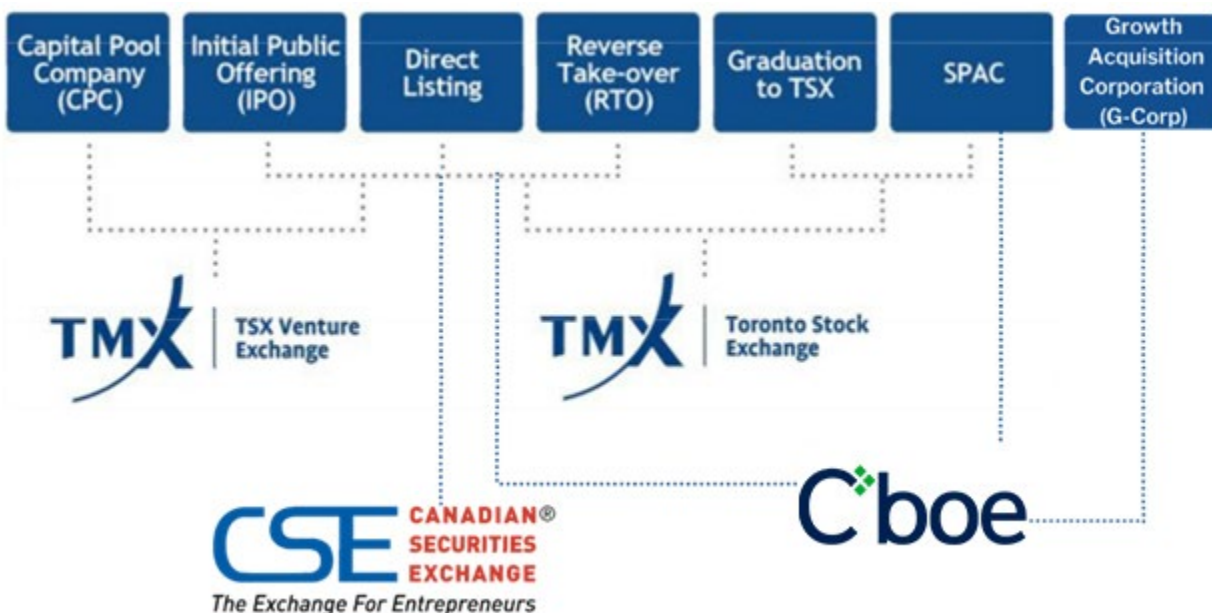 Capital Pool
Company
(CPC)
Initial Public
Offering
(IPO)
Direct
Listing
Reverse
Take-over
(RTO)
Graduation
to TSX
SPAC
Growth
Acquisition
Corporation
(G-Corp)
TMX
TSX Venture
Exchange
TMX
Toronto Stock
Exchange
CSE
CANADIAN®
SECURITIES
EXCHANGE
The Exchange For Entrepreneurs
Cboe